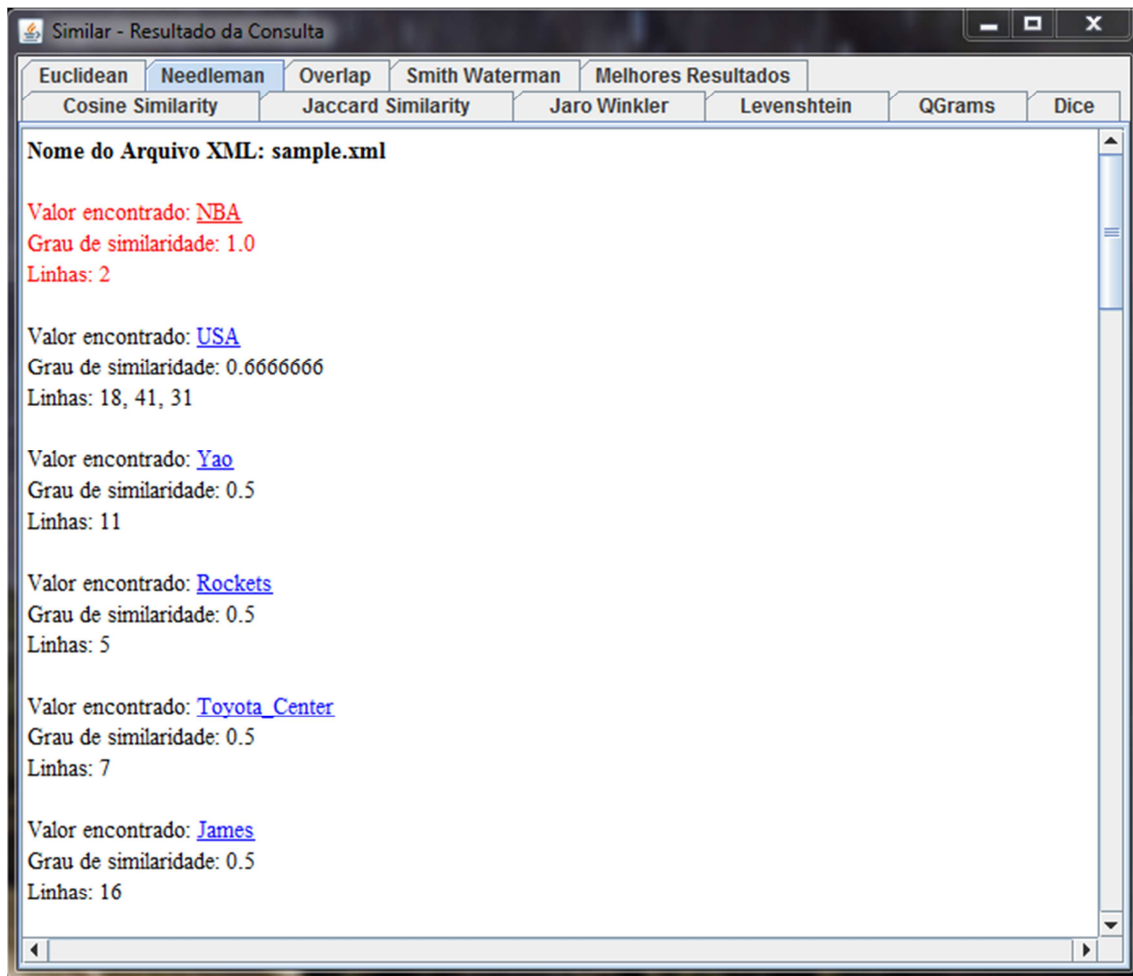 Similar - Resultado da Consulta
Euclidean Needleman Overlap Smith Waterman Melhores Resultados
Cosine Similarity Jaccard Similarity Jaro Winkler Levenshtein QGrams Dice
Nome do Arquivo XML: sample.xml
Valor encontrado: NBA
Grau de similaridade: 1.0
Linhas: 2
Valor encontrado: USA
Grau de similaridade: 0.6666666
Linhas: 18, 41, 31
Valor encontrado: Yao
Grau de similaridade: 0.5
Linhas: 11
Valor encontrado: Rockets
Grau de similaridade: 0.5
Linhas: 5
Valor encontrado: Toyota_Center
Grau de similaridade: 0.5
Linhas: 7
Valor encontrado: James
Grau de similaridade: 0.5
Linhas: 16